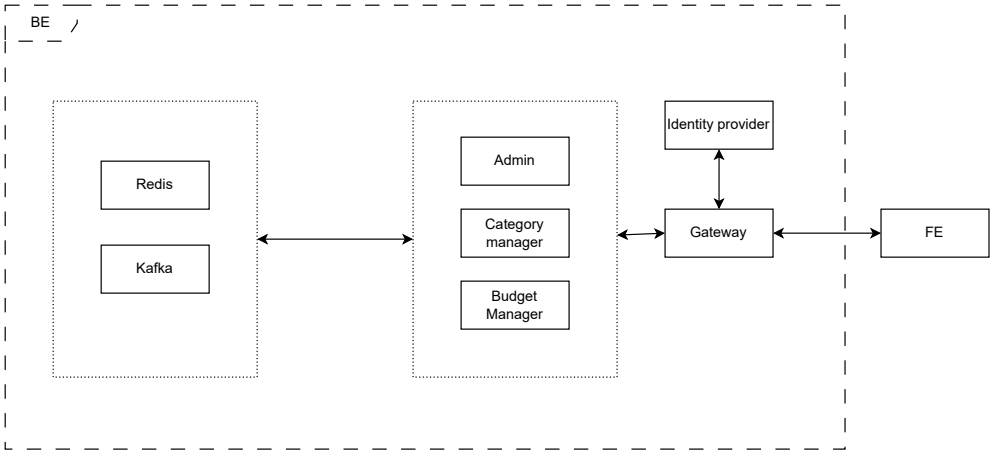 BE
Redis
Kafka
Admin
Category
manager
Budget
Manager
Identity provider
Gateway
FE